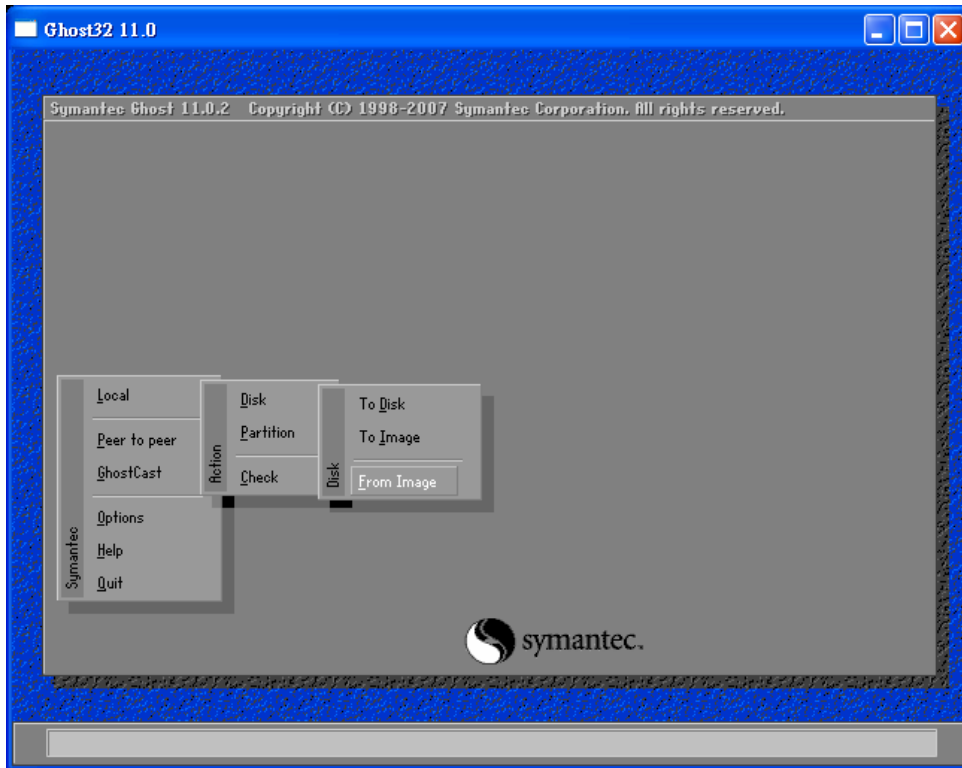 Ghost32 11.0
Symantec Ghost 11.0.2 Copyright (C) 1998-2007 Symantec Corporation. All rights reserved.
Symantec
Local
Peer to peer
GhostCast
Options
Help
Quit
Action
Disk
Partition
Check
Disk
To Disk
To Image
From Image
symantec.